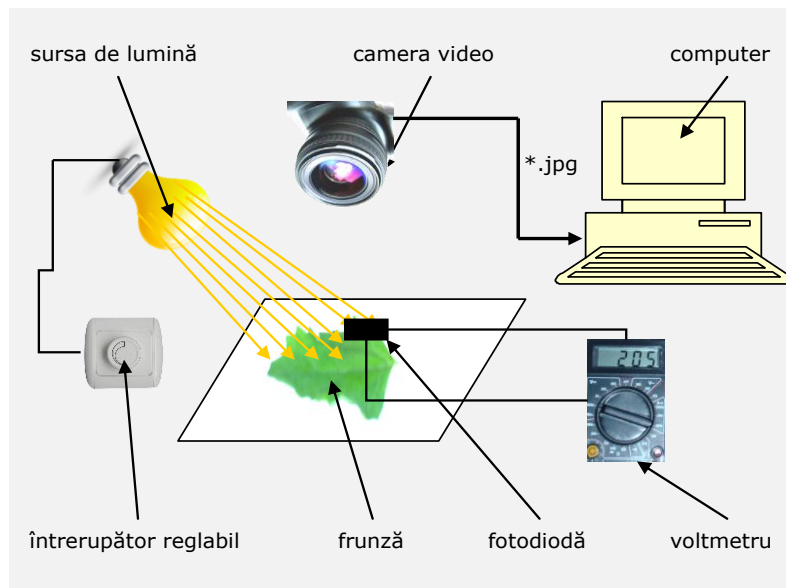 sursa de lumină
camera video
computer
*.jpg
205
întrerupător reglabil
frunză
fotodiodă
voltmetru